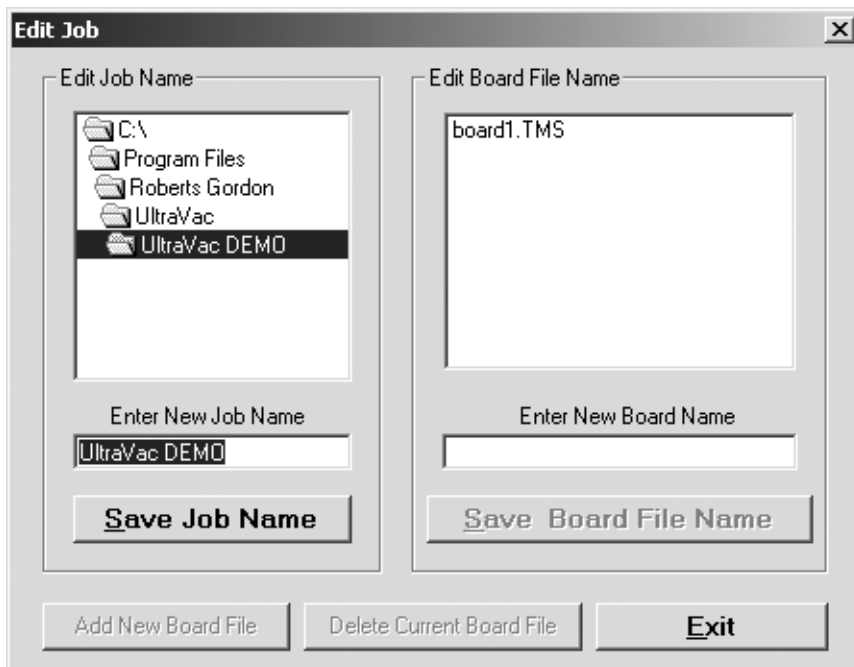 Edit Job
Edit Job Name
C:\
Program Files
Roberts Gordon
UltraVac
UltraVac DEMO
Enter New Job Name
UltraVac DEMO
Save Job Name
Edit Board File Name
board1.TMS
Enter New Board Name
Save Board File Name
Add New Board File
Delete Current Board File
Exit